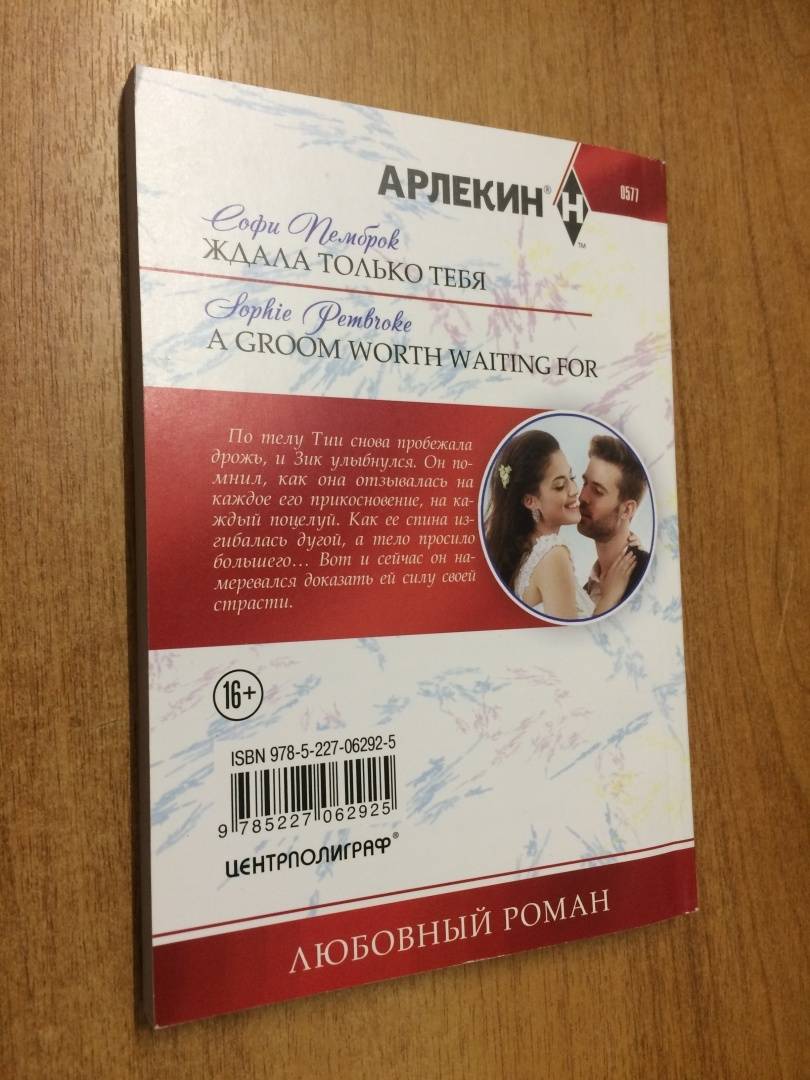 АРЛЕКИН®
H
TM
0577
Софи Пемброк
ЖДАЛА ТОЛЬКО ТЕБЯ
Sophie Pembroke
A GROOM WORTH WAITING FOR
По телу Тии снова пробежала
дрожь, и Зик улыбнулся. Он по-
мнил, как она отзывалась на
каждое его прикосновение, на ка-
ждый поцелуй. Как ее спина из-
гибалась дугой, а тело просило
большего... Вот и сейчас он на-
меревался доказать ей силу своей
страсти.
16+
ISBN 978-5-227-06292-5
9 785227 062925
ЦЕНТРПОЛИГРАФ®
ЛЮБОВНЫЙ РОМАН